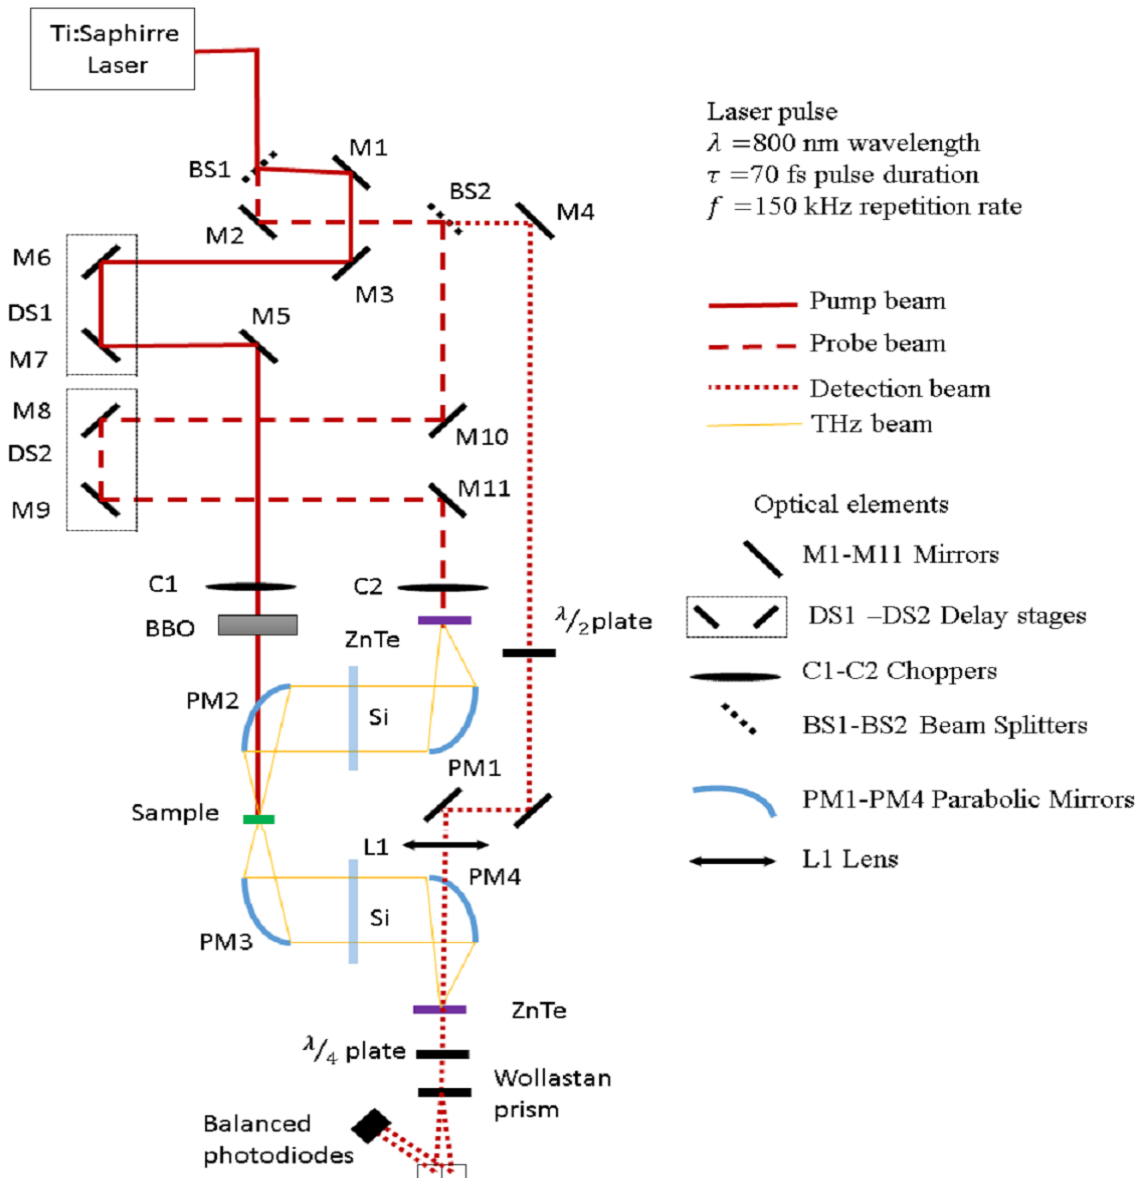 Ti:Saphirre
Laser
BS1
M1
BS2
M4
M2
M3
M6
DS1
M7
M5
M8
DS2
M9
M10
M11
C1
C2
BBO
ZnTe
λ/2 plate
PM2
Si
PM1
Sample
L1
PM4
Si
PM3
ZnTe
λ/4 plate
Wollastan
prism
Balanced
photodiodes
Laser pulse
λ =800 nm wavelength
τ =70 fs pulse duration
f =150 kHz repetition rate
Pump beam
Probe beam
Detection beam
THz beam
Optical elements
M1-M11 Mirrors
DS1 –DS2 Delay stages
C1-C2 Choppers
BS1-BS2 Beam Splitters
PM1-PM4 Parabolic Mirrors
L1 Lens